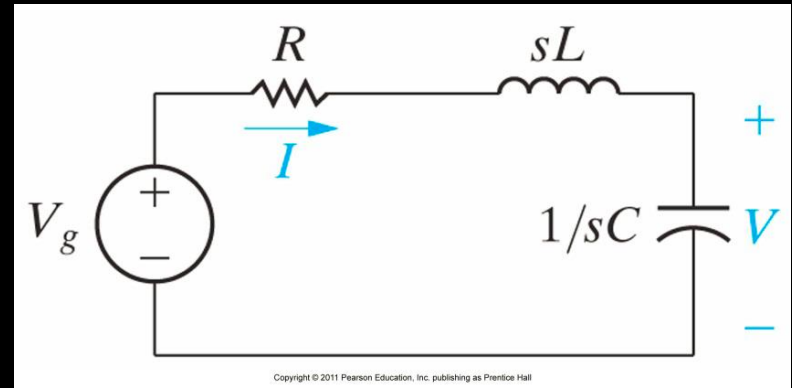 R
sL
+
I
+
V_g
1/sC
V
−
−
Copyright © 2011 Pearson Education, Inc. publishing as Prentice Hall